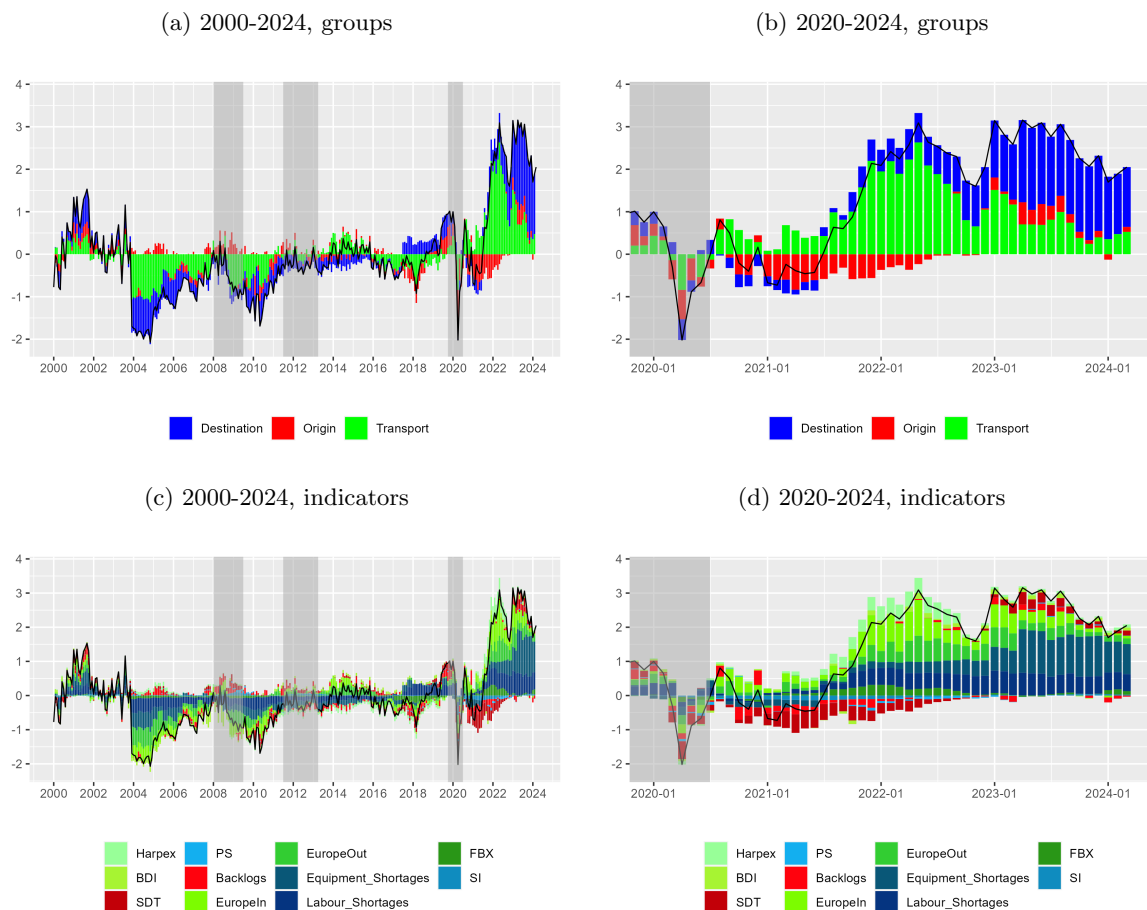 (a) 2000-2024, groups
(b) 2020-2024, groups
4
3
2
1
0
-1
-2
2000 2002 2004 2006 2008 2010 2012 2014 2016 2018 2020 2022 2024
4
3
2
1
0
-1
-2
2020-01 2021-01 2022-01 2023-01 2024-01
Destination Origin Transport
Destination Origin Transport
(c) 2000-2024, indicators
(d) 2020-2024, indicators
4
3
2
1
0
-1
-2
2000 2002 2004 2006 2008 2010 2012 2014 2016 2018 2020 2022 2024
4
3
2
1
0
-1
-2
2020-01 2021-01 2022-01 2023-01 2024-01
Harpex PS EuropeOut FBX
BDI Backlogs Equipment_Shortages SI
SDT EuropeIn Labour_Shortages
Harpex PS EuropeOut FBX
BDI Backlogs Equipment_Shortages SI
SDT EuropeIn Labour_Shortages